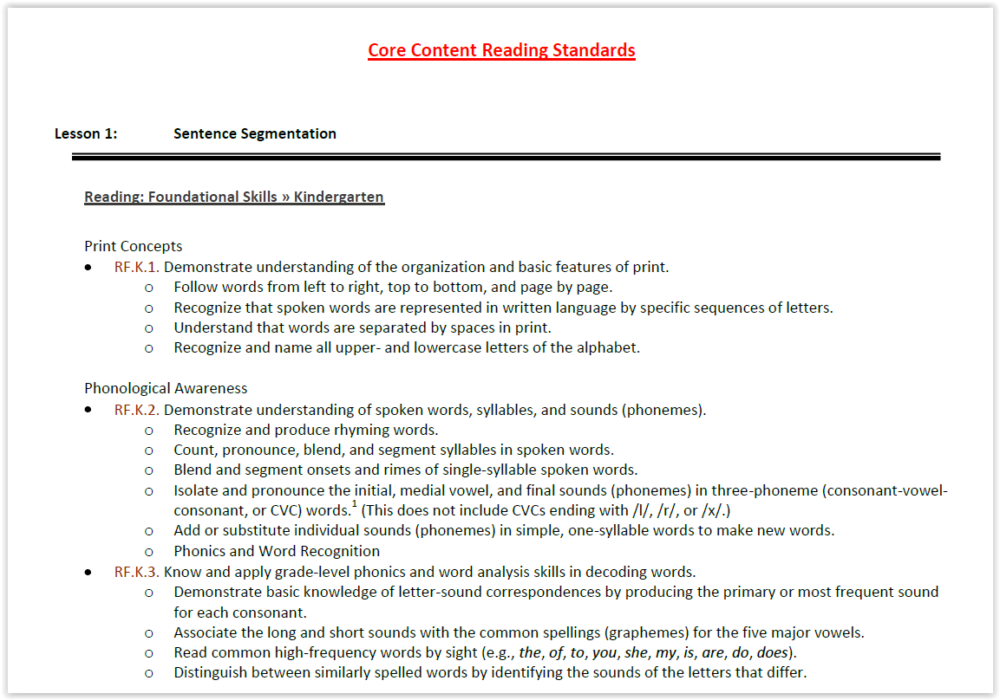 Core Content Reading Standards
Lesson 1: Sentence Segmentation
Reading: Foundational Skills » Kindergarten
Print Concepts
• RF.K.1. Demonstrate understanding of the organization and basic features of print.
o Follow words from left to right, top to bottom, and page by page.
o Recognize that spoken words are represented in written language by specific sequences of letters.
o Understand that words are separated by spaces in print.
o Recognize and name all upper- and lowercase letters of the alphabet.
Phonological Awareness
• RF.K.2. Demonstrate understanding of spoken words, syllables, and sounds (phonemes).
o Recognize and produce rhyming words.
o Count, pronounce, blend, and segment syllables in spoken words.
o Blend and segment onsets and rimes of single-syllable spoken words.
o Isolate and pronounce the initial, medial vowel, and final sounds (phonemes) in three-phoneme (consonant-vowel-
consonant, or CVC) words.¹ (This does not include CVCs ending with /l/, /r/, or /x/.)
o Add or substitute individual sounds (phonemes) in simple, one-syllable words to make new words.
o Phonics and Word Recognition
• RF.K.3. Know and apply grade-level phonics and word analysis skills in decoding words.
o Demonstrate basic knowledge of letter-sound correspondences by producing the primary or most frequent sound
for each consonant.
o Associate the long and short sounds with the common spellings (graphemes) for the five major vowels.
o Read common high-frequency words by sight (e.g., the, of, to, you, she, my, is, are, do, does).
o Distinguish between similarly spelled words by identifying the sounds of the letters that differ.